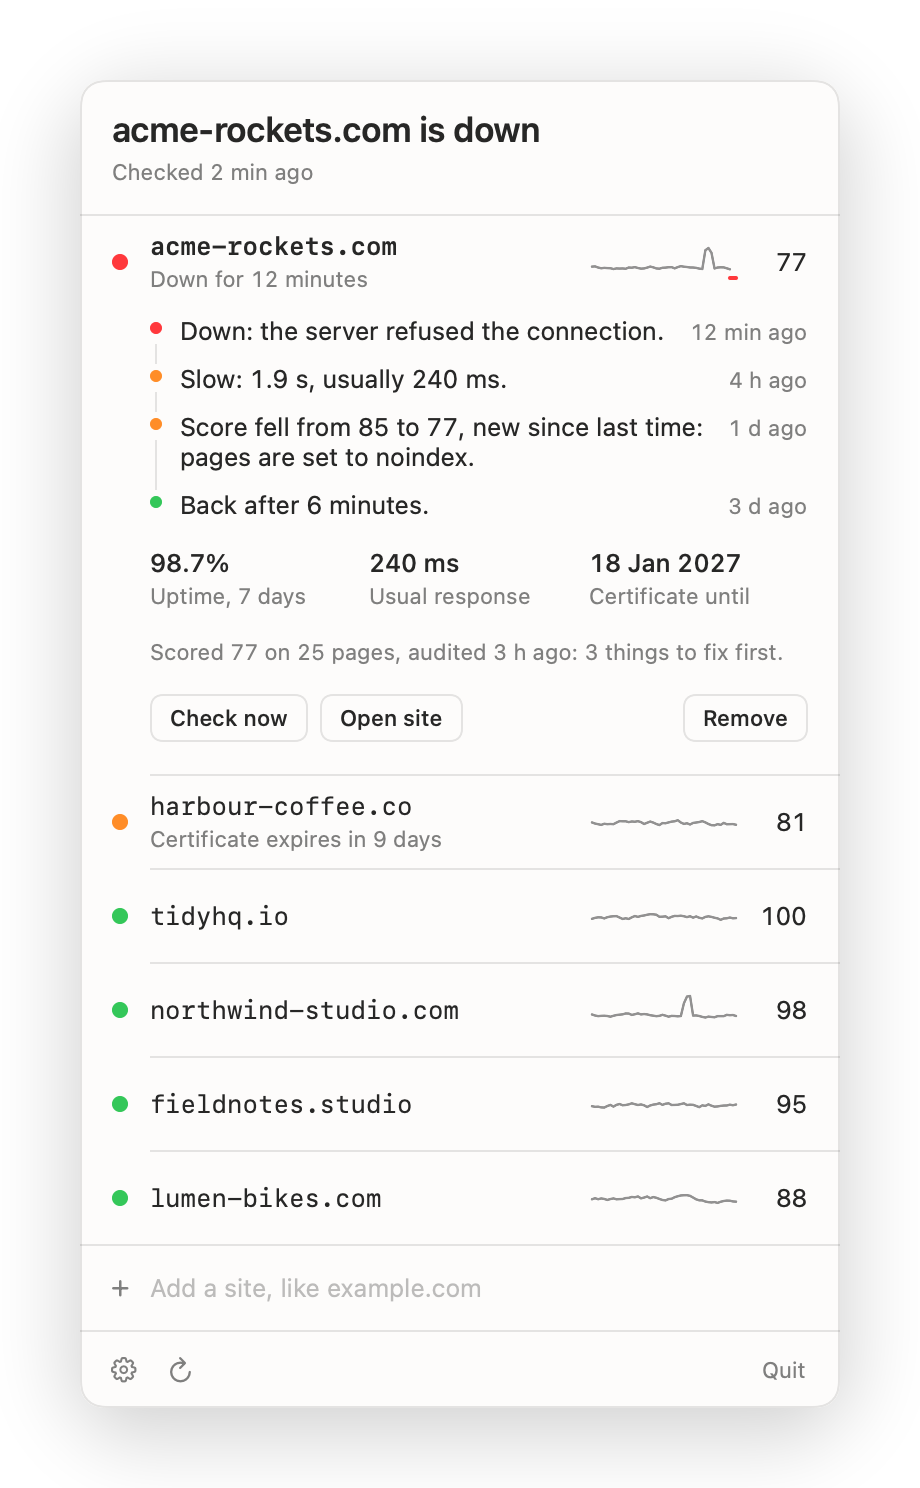 acme-rockets.com is down
Checked 2 min ago
acme-rockets.com
77
Down for 12 minutes
Down: the server refused the connection.
12 min ago
Slow: 1.9 s, usually 240 ms.
4 h ago
Score fell from 85 to 77, new since last time:
1 d ago
pages are set to noindex.
Back after 6 minutes.
3 d ago
98.7%
240 ms
18 Jan 2027
Uptime, 7 days
Usual response
Certificate until
Scored 77 on 25 pages, audited 3 h ago: 3 things to fix first.
Check now
Open site
Remove
harbour-coffee.co
81
Certificate expires in 9 days
tidyhq.io
100
northwind-studio.com
98
fieldnotes.studio
95
lumen-bikes.com
88
+ Add a site, like example.com
Quit